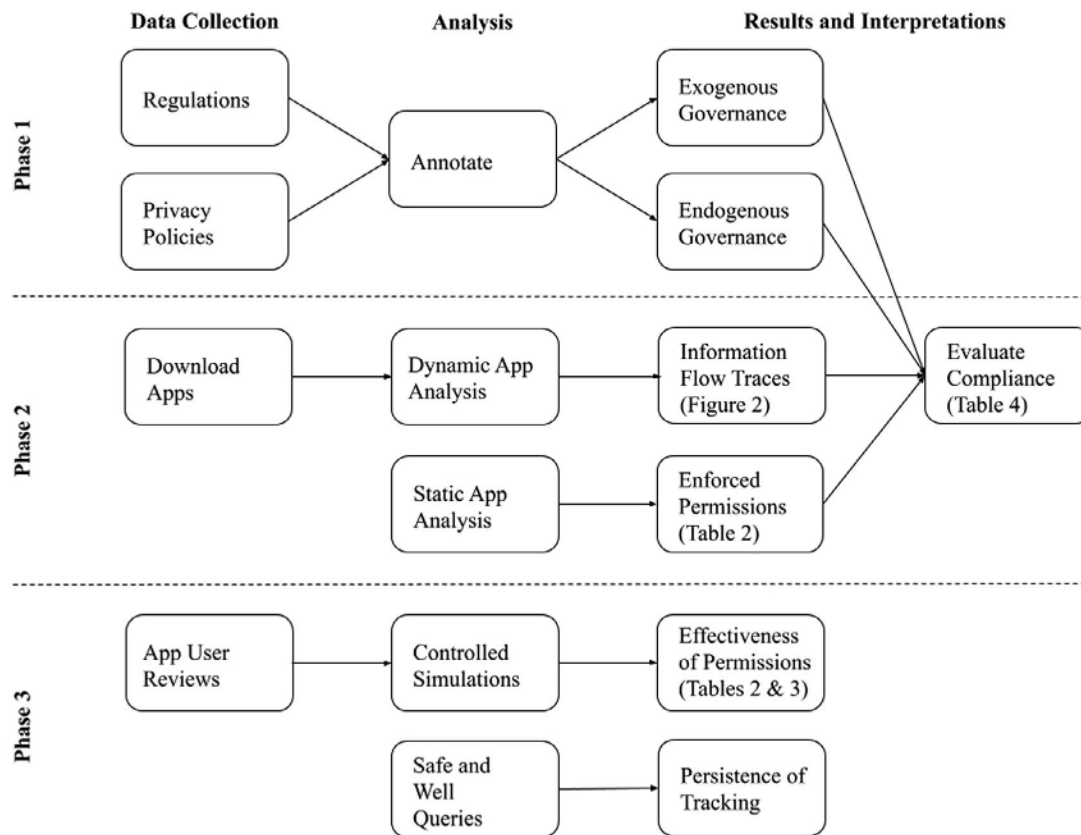 Data Collection
Analysis
Results and Interpretations
Phase 1
Regulations
Privacy
Policies
Annotate
Exogenous
Governance
Endogenous
Governance
Phase 2
Download
Apps
Dynamic App
Analysis
Information
Flow Traces
(Figure 2)
Evaluate
Compliance
(Table 4)
Static App
Analysis
Enforced
Permissions
(Table 2)
Phase 3
App User
Reviews
Controlled
Simulations
Effectiveness
of Permissions
(Tables 2 & 3)
Safe and
Well
Queries
Persistence of
Tracking